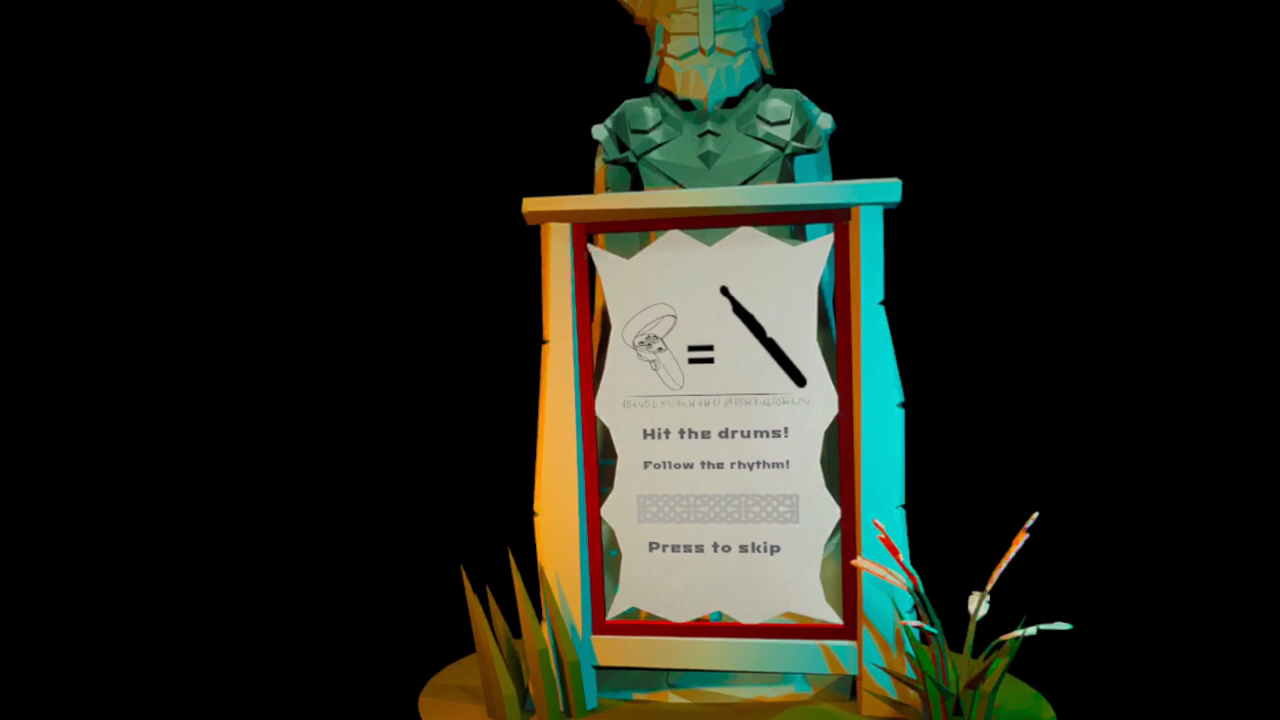 =
Hit the drums!
Follow the rhythm!
Press to skip